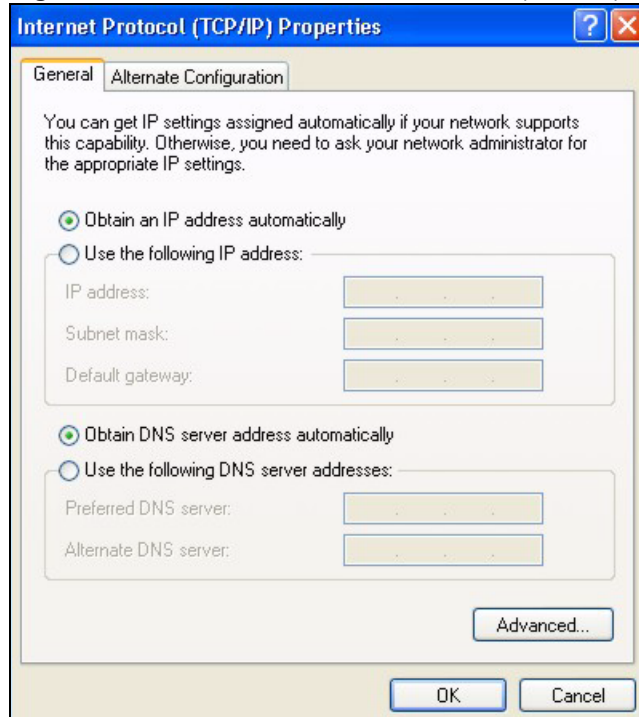 Internet Protocol (TCP/IP) Properties
General
Alternate Configuration
You can get IP settings assigned automatically if your network supports
this capability. Otherwise, you need to ask your network administrator for
the appropriate IP settings.
Obtain an IP address automatically
Use the following IP address:
IP address:
Subnet mask:
Default gateway:
Obtain DNS server address automatically
Use the following DNS server addresses:
Preferred DNS server:
Alternate DNS server:
Advanced...
OK
Cancel